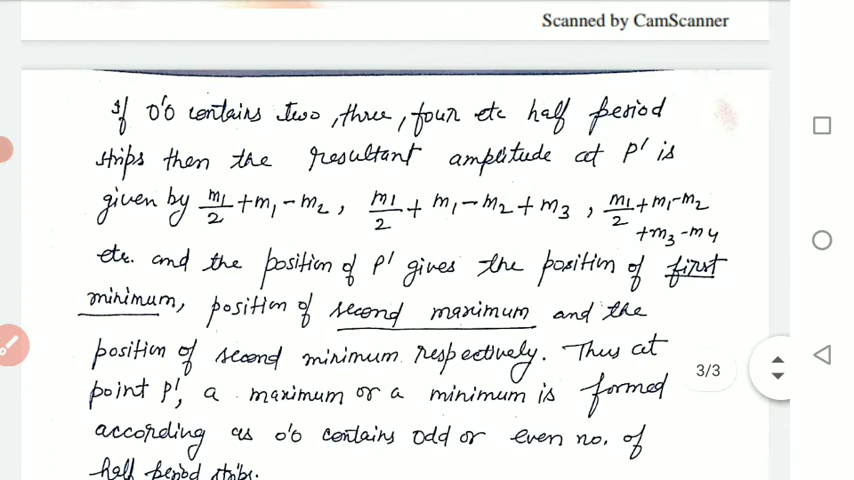 Scanned by CamScanner
If O'O contains two, three, four etc half period
strips then the resultant amplitude at P' is
given by m1/2 + m1 - m2, m1/2 + m1 - m2 + m3, m1/2 + m1 - m2
+ m3 - m4
etc. and the position of P' gives the position of first
minimum, position of second maximum and the
position of second minimum respectively. Thus at
3/3
point P', a maximum or a minimum is formed
according as O'O contains odd or even no. of
half period strips.